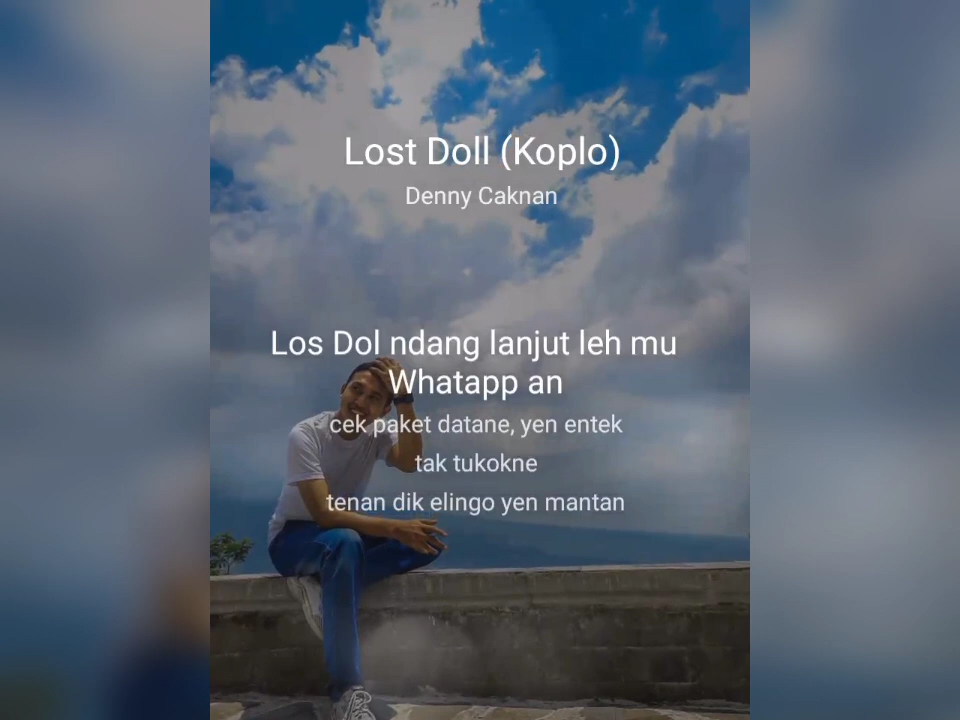 Lost Doll (Koplo)
Denny Caknan
Los Dol ndang lanjut leh mu
Whatapp an
cek paket datane, yen entek
tak tukokne
tenan dik elingo yen mantan